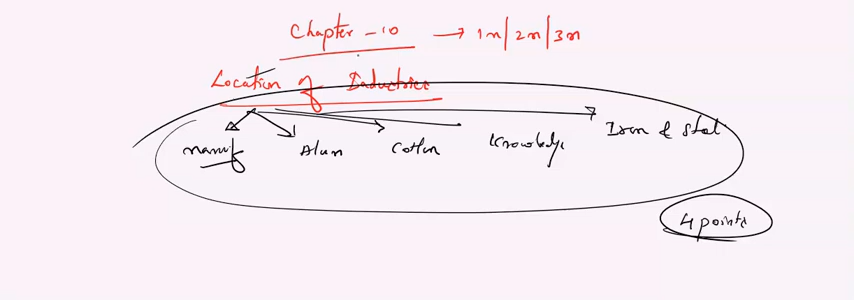 Chapter - 10 → 1m/2m/3m
Location of Industries
manuf Alum Cotton Knowledge Iron & Steel
4 points